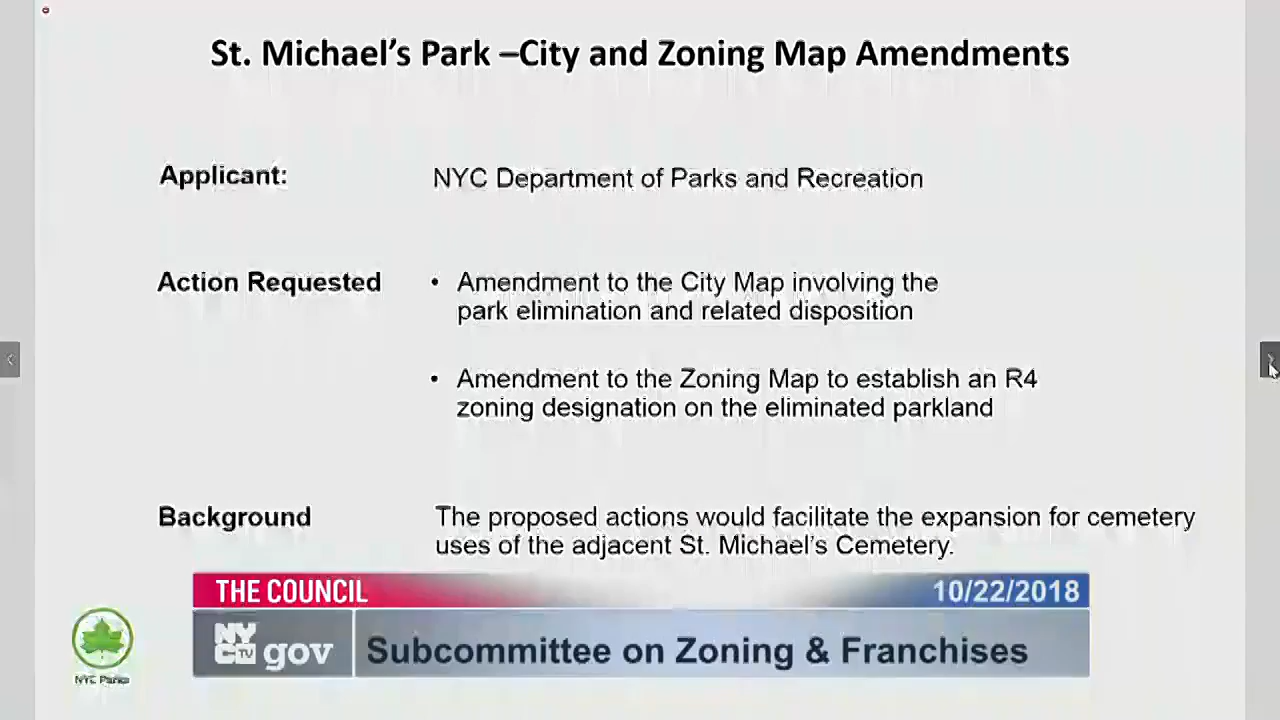 St. Michael's Park –City and Zoning Map Amendments
Applicant:
NYC Department of Parks and Recreation
Action Requested
• Amendment to the City Map involving the
park elimination and related disposition
• Amendment to the Zoning Map to establish an R4
zoning designation on the eliminated parkland
Background
The proposed actions would facilitate the expansion for cemetery
uses of the adjacent St. Michael's Cemetery.
THE COUNCIL
10/22/2018
NYC TV gov
Subcommittee on Zoning & Franchises
NYC Parks